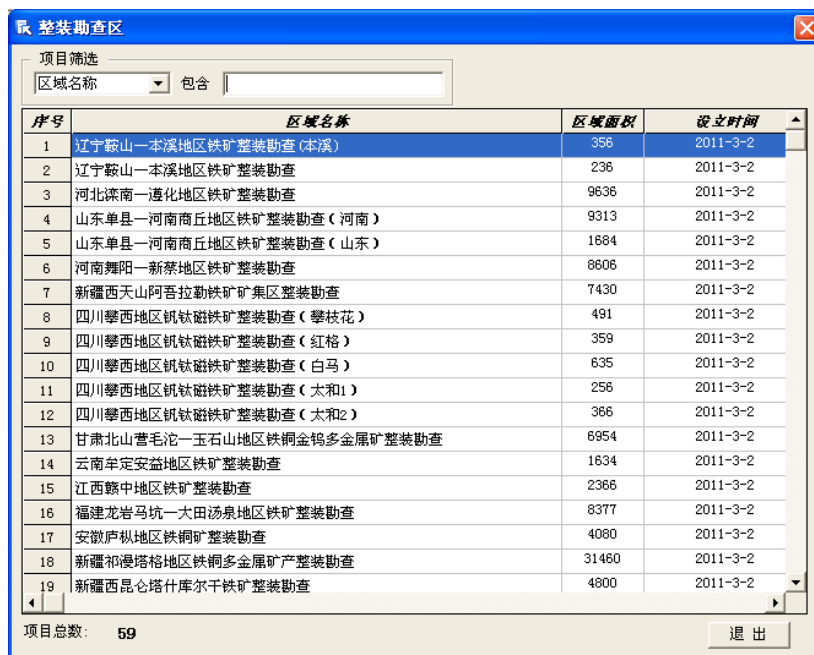 整装勘查区
项目筛选
区域名称 包含
序号 区域名称 区域面积 设立时间
1 辽宁鞍山—本溪地区铁矿整装勘查(本溪) 356 2011-3-2
2 辽宁鞍山—本溪地区铁矿整装勘查 236 2011-3-2
3 河北滦南—遵化地区铁矿整装勘查 9636 2011-3-2
4 山东单县—河南商丘地区铁矿整装勘查(河南) 9313 2011-3-2
5 山东单县—河南商丘地区铁矿整装勘查(山东) 1684 2011-3-2
6 河南舞阳—新蔡地区铁矿整装勘查 8606 2011-3-2
7 新疆西天山阿吾拉勒铁矿矿集区整装勘查 7430 2011-3-2
8 四川攀西地区钒钛磁铁矿整装勘查(攀枝花) 491 2011-3-2
9 四川攀西地区钒钛磁铁矿整装勘查(红格) 359 2011-3-2
10 四川攀西地区钒钛磁铁矿整装勘查(白马) 635 2011-3-2
11 四川攀西地区钒钛磁铁矿整装勘查(太和1) 256 2011-3-2
12 四川攀西地区钒钛磁铁矿整装勘查(太和2) 366 2011-3-2
13 甘肃北山营毛沱—玉石山地区铁铜金钨多金属矿整装勘查 6954 2011-3-2
14 云南牟定安益地区铁矿整装勘查 1634 2011-3-2
15 江西赣中地区铁矿整装勘查 2366 2011-3-2
16 福建龙岩马坑—大田汤泉地区铁矿整装勘查 8377 2011-3-2
17 安徽庐枞地区铁铜矿整装勘查 4080 2011-3-2
18 新疆祁漫塔格地区铁铜多金属矿产整装勘查 31460 2011-3-2
19 新疆西昆仑塔什库尔干铁矿整装勘查 4800 2011-3-2
项目总数: 59 退出